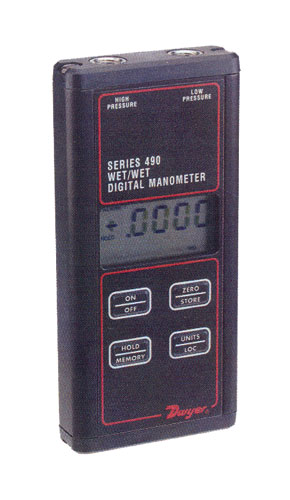 HIGH PRESSURE
LOW PRESSURE
SERIES 490
WET/WET
DIGITAL MANOMETER
± .0000
ON
OFF
ZERO
STORE
HOLD
MEMORY
UNITS
LOC
Dwyer®